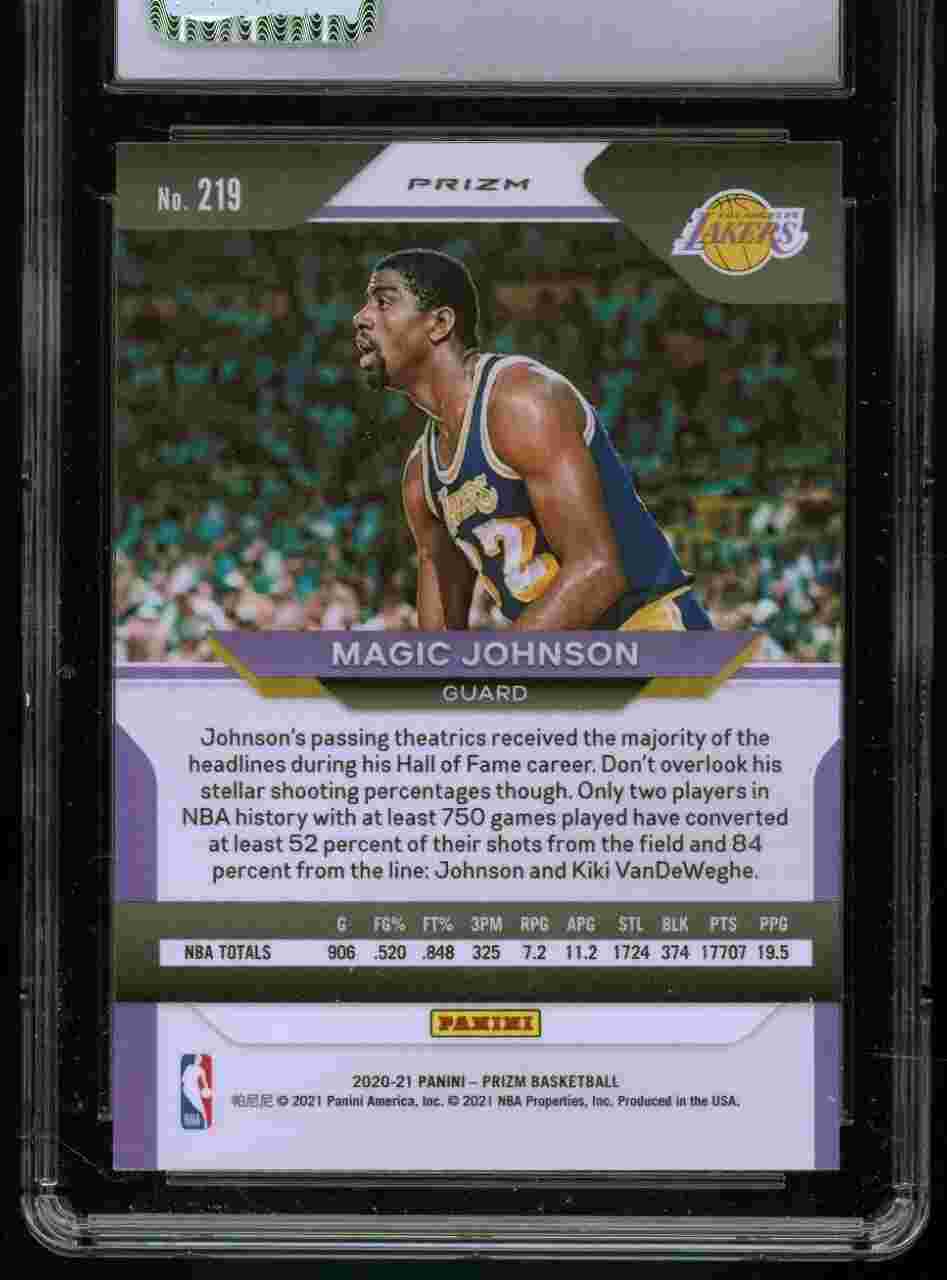 No. 219
PRIZM
LOS ANGELES
LAKERS
LAKERS
32
MAGIC JOHNSON
GUARD
Johnson's passing theatrics received the majority of the
headlines during his Hall of Fame career. Don't overlook his
stellar shooting percentages though. Only two players in
NBA history with at least 750 games played have converted
at least 52 percent of their shots from the field and 84
percent from the line: Johnson and Kiki VanDeWeghe.
G FG% FT% 3PM RPG APG STL BLK PTS PPG
NBA TOTALS 906 .520 .848 325 7.2 11.2 1724 374 17707 19.5
PANINI
NBA
2020-21 PANINI – PRIZM BASKETBALL
帕尼尼 © 2021 Panini America, Inc. © 2021 NBA Properties, Inc. Produced in the USA.